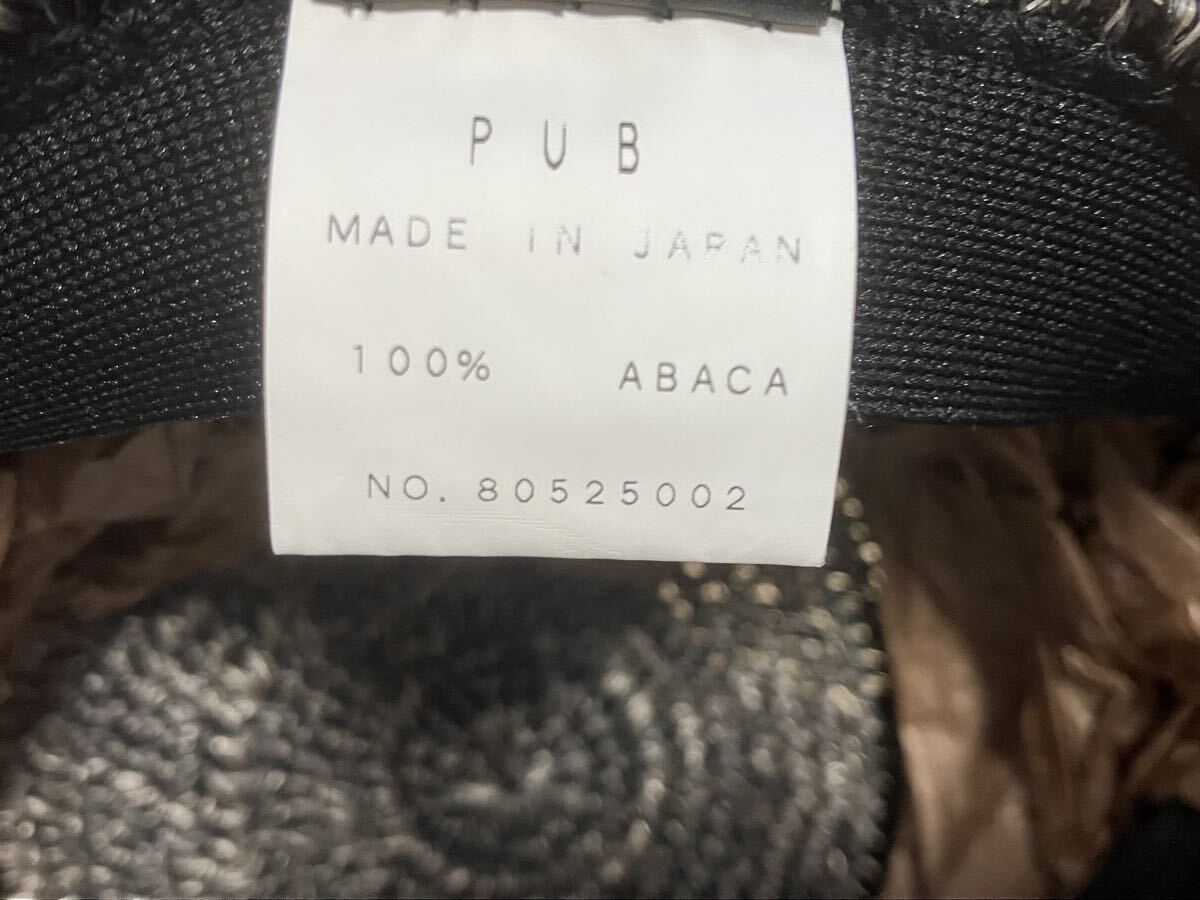 PUB
MADE IN JAPAN
100% ABACA
NO. 80525002